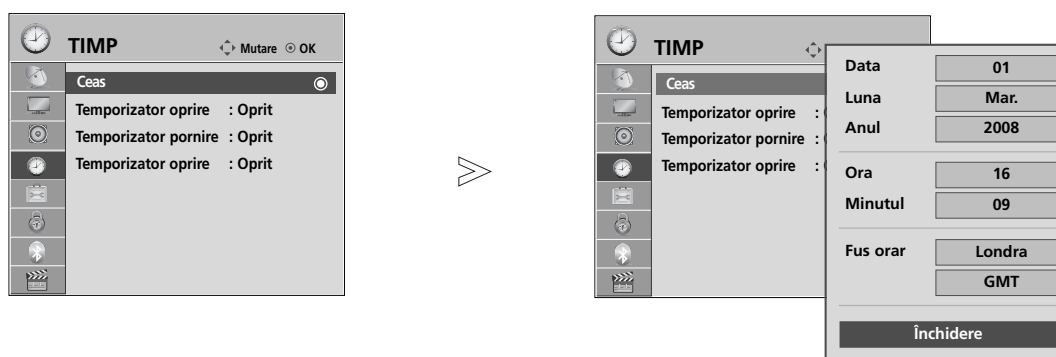 TIMP Mutare OK
Ceas
Temporizator oprire : Oprit
Temporizator pornire : Oprit
Temporizator oprire : Oprit
TIMP
Ceas
Temporizator oprire :
Temporizator pornire :
Temporizator oprire :
Data 01
Luna Mar.
Anul 2008
Ora 16
Minutul 09
Fus orar Londra
GMT
Închidere